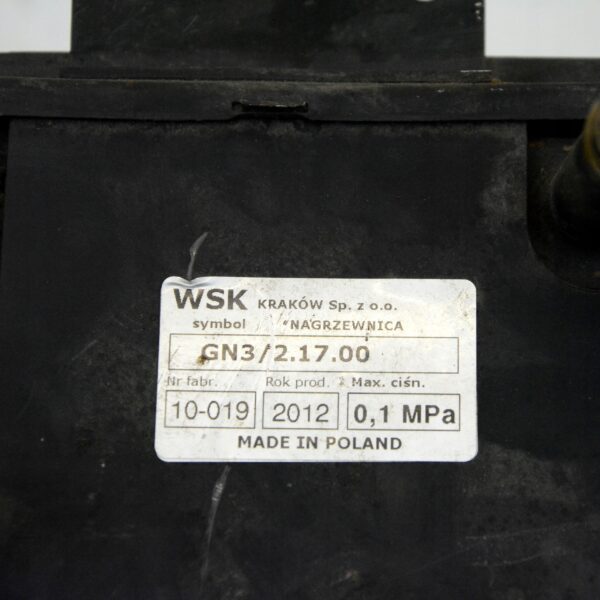 WSK KRAKÓW Sp. z o.o.
symbol "NAGRZEWNICA
GN3/2.17.00
Nr fabr. Rok prod. Max. ciśn.
10-019 2012 0,1 MPa
MADE IN POLAND